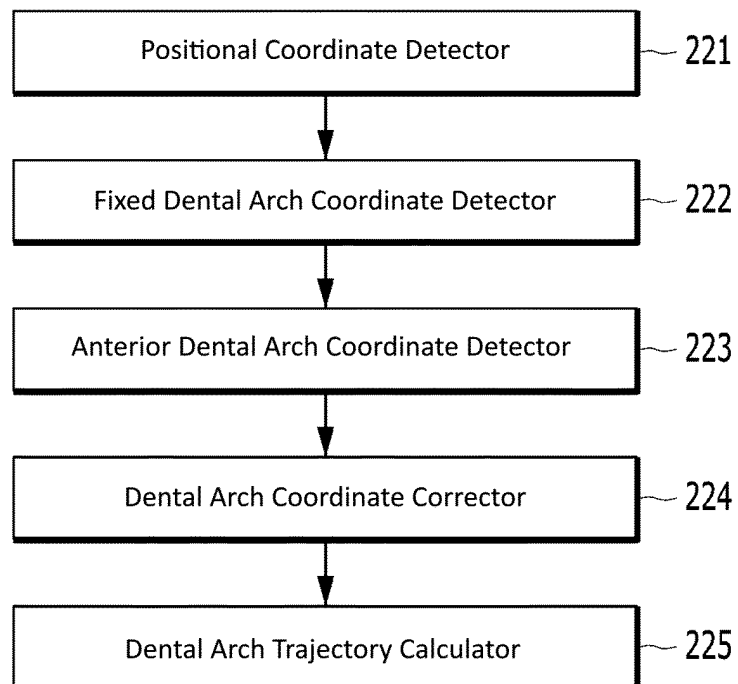 Positional Coordinate Detector 221
Fixed Dental Arch Coordinate Detector 222
Anterior Dental Arch Coordinate Detector 223
Dental Arch Coordinate Corrector 224
Dental Arch Trajectory Calculator 225